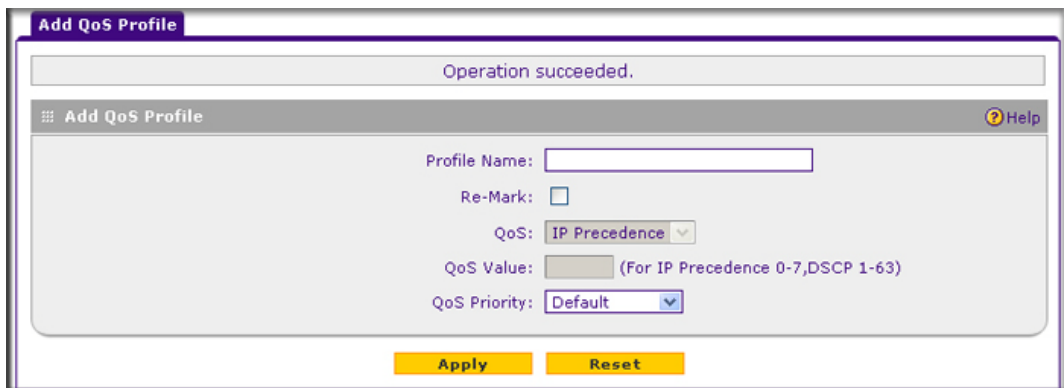 Add QoS Profile
Operation succeeded.
Add QoS Profile
Help
Profile Name:
Re-Mark:
QoS: IP Precedence
QoS Value: (For IP Precedence 0-7,DSCP 1-63)
QoS Priority: Default
Apply Reset